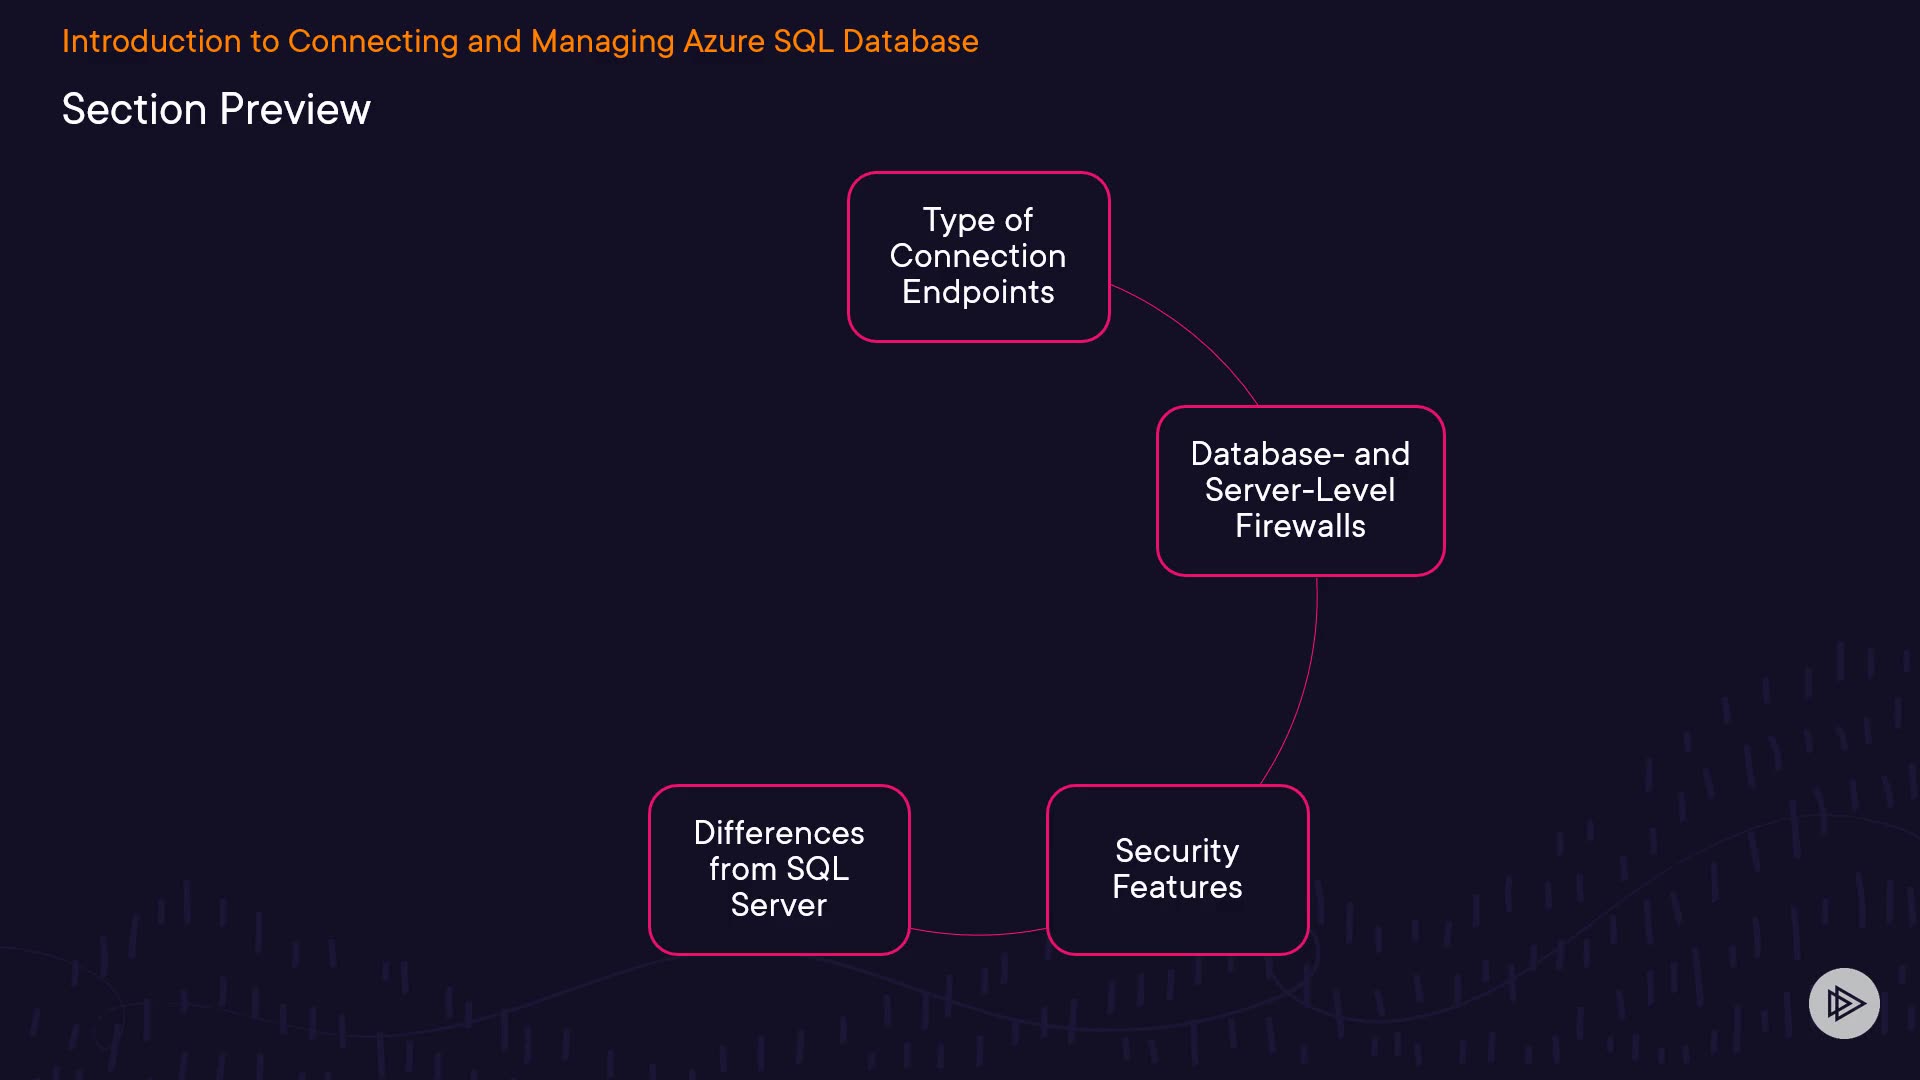 Introduction to Connecting and Managing Azure SQL Database
Section Preview
Type of
Connection
Endpoints
Database- and
Server-Level
Firewalls
Security
Features
Differences
from SQL
Server